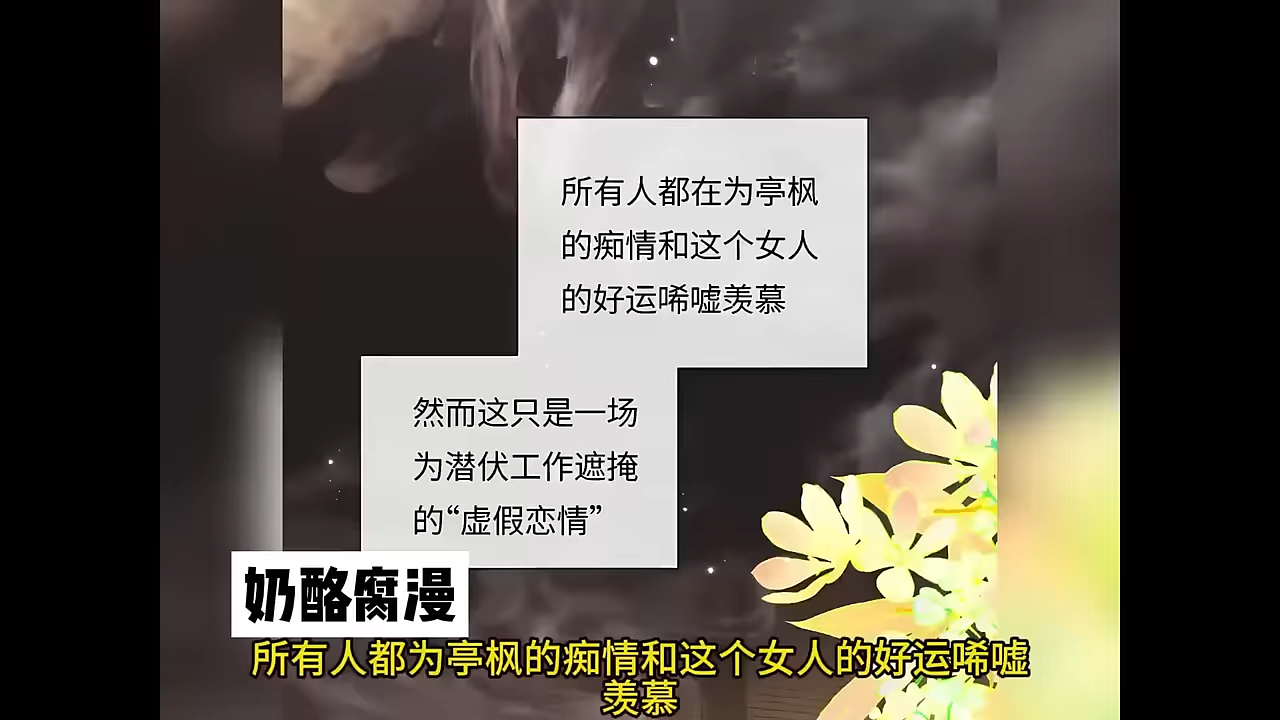 所有人都在为亭枫
的痴情和这个女人
的好运唏嘘羡慕
然而这只是一场
为潜伏工作遮掩
的“虚假恋情”
奶酪腐漫
所有人都为亭枫的痴情和这个女人的好运唏嘘
羡慕